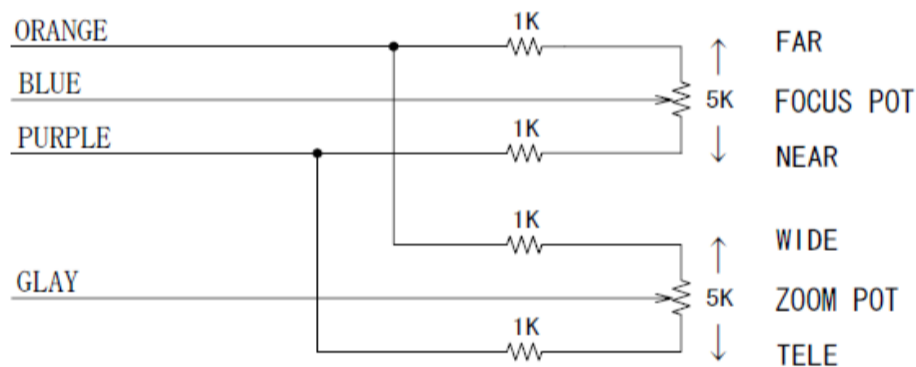 ORANGE
1K
FAR
BLUE
5K
FOCUS POT
PURPLE
1K
NEAR
1K
WIDE
GLAY
5K
ZOOM POT
1K
TELE